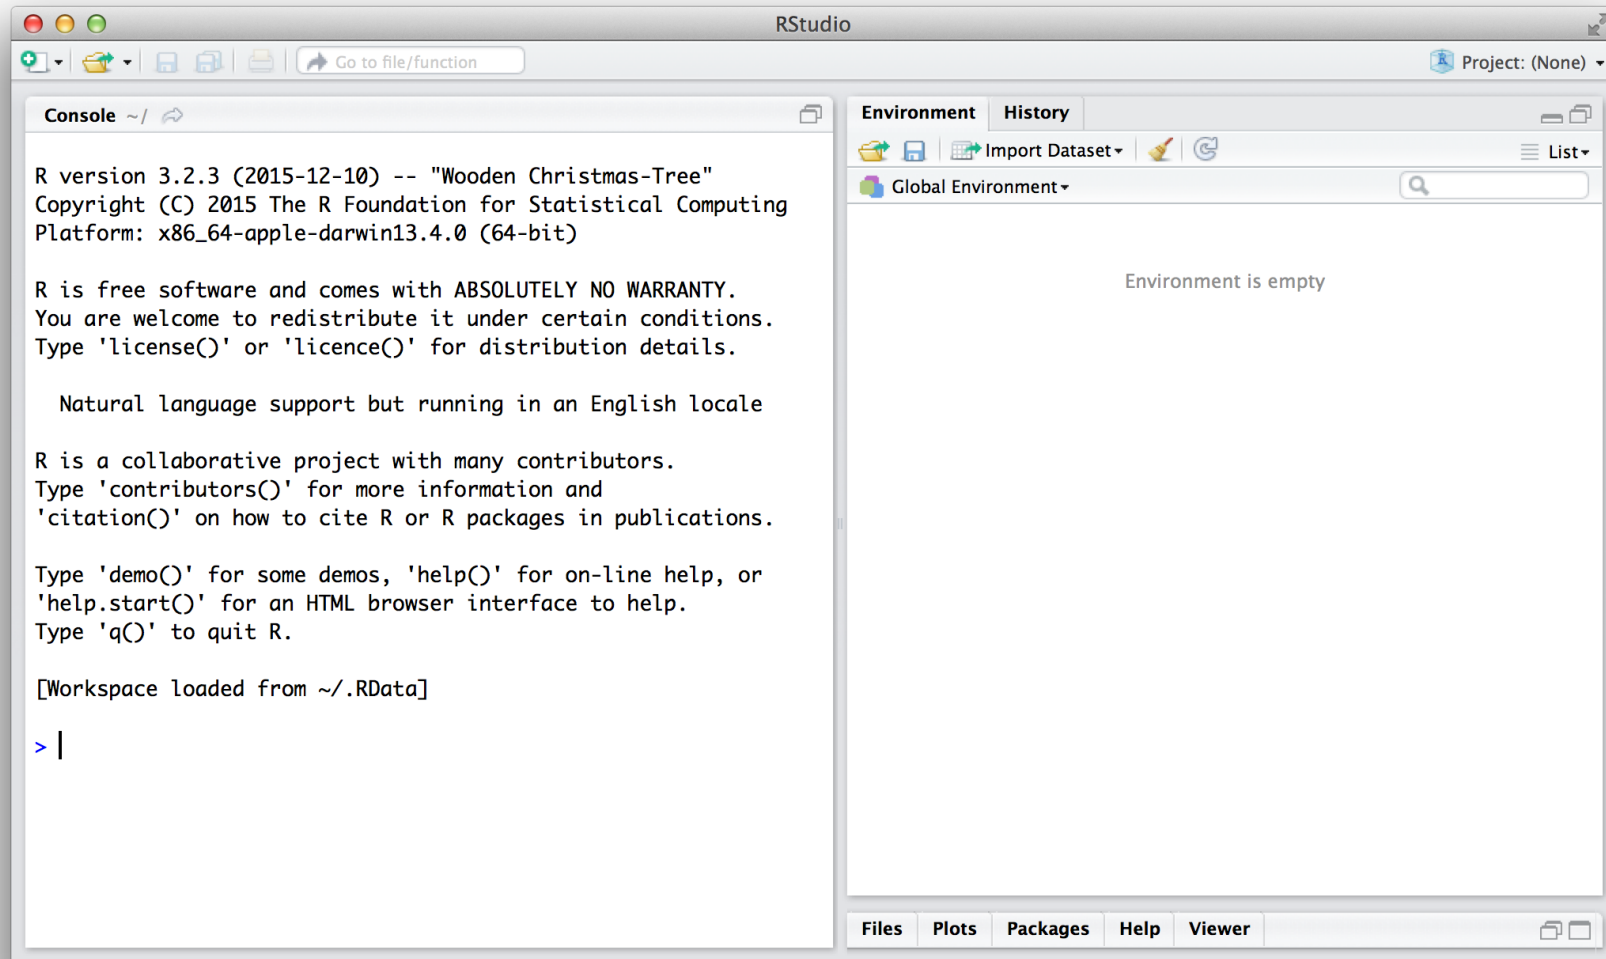 RStudio
Go to file/function
Project: (None)
Console ~/
R version 3.2.3 (2015-12-10) -- "Wooden Christmas-Tree"
Copyright (C) 2015 The R Foundation for Statistical Computing
Platform: x86_64-apple-darwin13.4.0 (64-bit)
R is free software and comes with ABSOLUTELY NO WARRANTY.
You are welcome to redistribute it under certain conditions.
Type 'license()' or 'licence()' for distribution details.
Natural language support but running in an English locale
R is a collaborative project with many contributors.
Type 'contributors()' for more information and
'citation()' on how to cite R or R packages in publications.
Type 'demo()' for some demos, 'help()' for on-line help, or
'help.start()' for an HTML browser interface to help.
Type 'q()' to quit R.
[Workspace loaded from ~/.RData]
>
Environment History
Import Dataset List
Global Environment
Environment is empty
Files Plots Packages Help Viewer